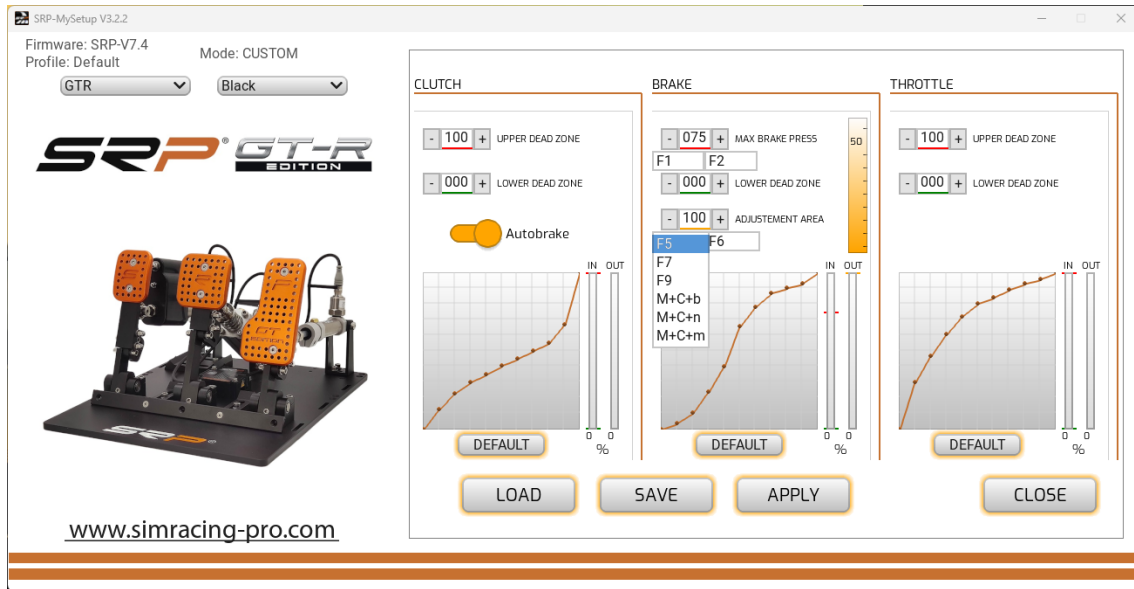 SRP-MySetup V3.2.2
Firmware: SRP-V7.4
Profile: Default
Mode: CUSTOM
GTR
Black
SRP® GT-R
EDITION
www.simracing-pro.com
CLUTCH
- 100 + UPPER DEAD ZONE
- 000 + LOWER DEAD ZONE
Autobrake
IN OUT
0 0
%
DEFAULT
BRAKE
- 075 + MAX BRAKE PRESS
50
F1 F2
- 000 + LOWER DEAD ZONE
- 100 + ADJUSTEMENT AREA
F5 F6
F7
F9
M+C+b
M+C+n
M+C+m
IN OUT
0 0
%
DEFAULT
THROTTLE
- 100 + UPPER DEAD ZONE
- 000 + LOWER DEAD ZONE
IN OUT
0 0
%
DEFAULT
LOAD
SAVE
APPLY
CLOSE